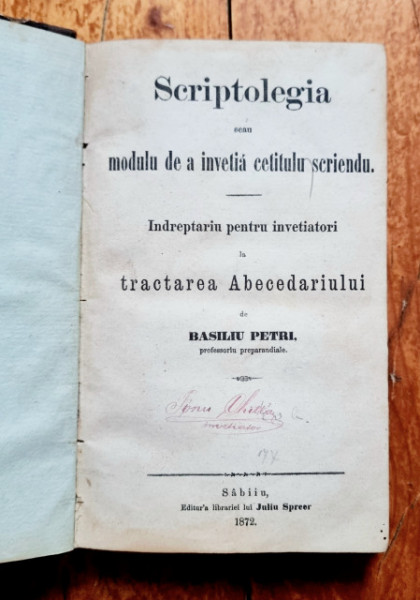 Scriptolegia
seau
modulu de a invetiá cetitulu scriendu.
Indreptariu pentru invetiatori
la
tractarea Abecedariului
de
BASILIU PETRI,
professoriu preparandiale.
invetiator
Sâbiiu,
Editur'a librariei lui Juliu Spreer
1872.